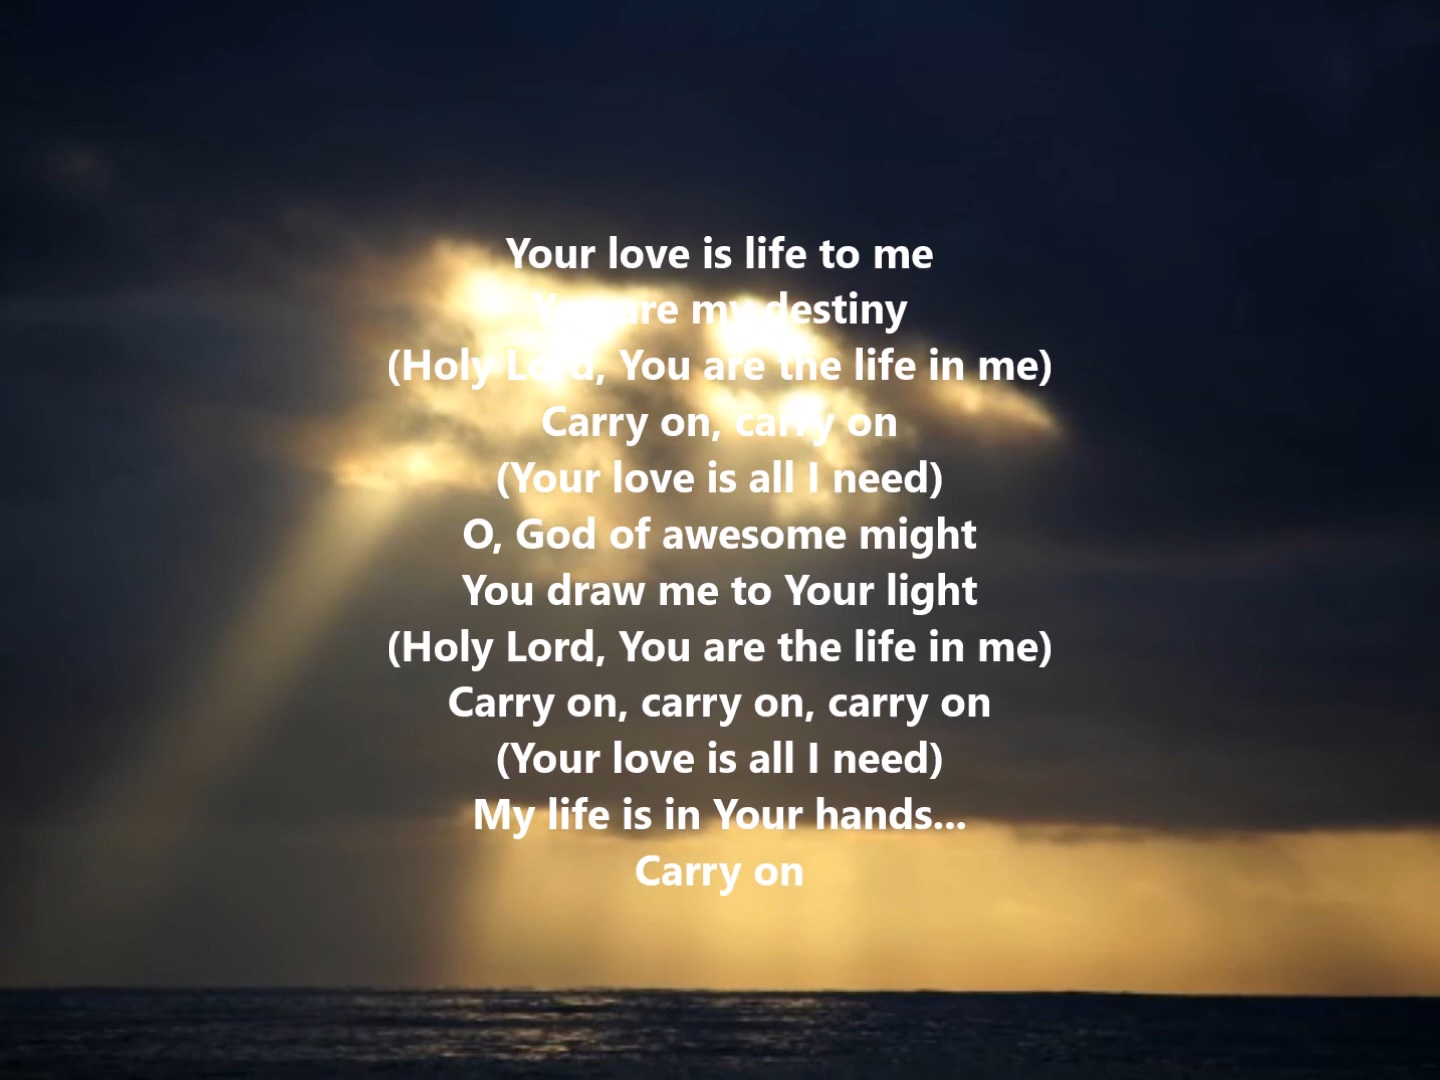 Your love is life to me
You are my destiny
(Holy Lord, You are the life in me)
Carry on, carry on
(Your love is all I need)
O, God of awesome might
You draw me to Your light
(Holy Lord, You are the life in me)
Carry on, carry on, carry on
(Your love is all I need)
My life is in Your hands...
Carry on